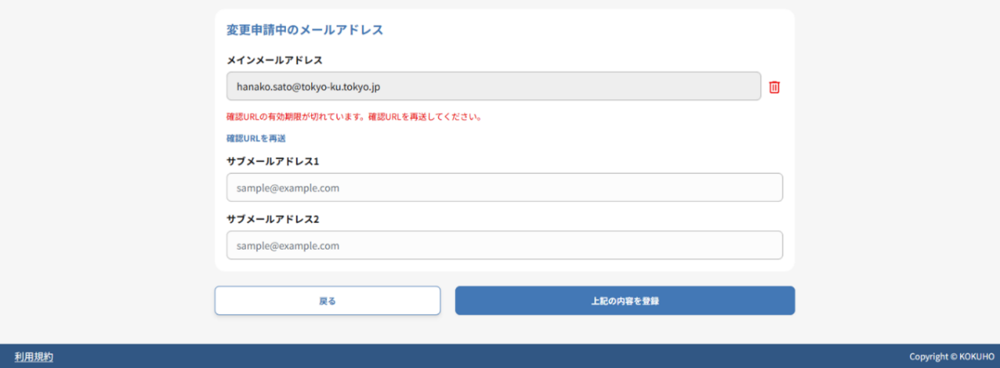 変更申請中のメールアドレス
メインメールアドレス
hanako.sato@tokyo-ku.tokyo.jp
確認URLの有効期限が切れています。確認URLを再送してください。
確認URLを再送
サブメールアドレス1
sample@example.com
サブメールアドレス2
sample@example.com
戻る
上記の内容を登録
利用規約
Copyright © KOKUHO